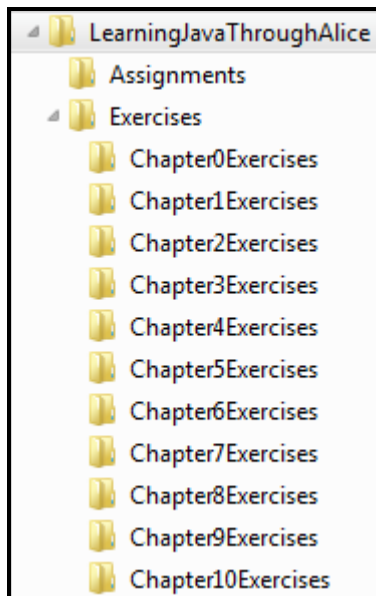 LearningJavaThroughAlice
Assignments
Exercises
Chapter0Exercises
Chapter1Exercises
Chapter2Exercises
Chapter3Exercises
Chapter4Exercises
Chapter5Exercises
Chapter6Exercises
Chapter7Exercises
Chapter8Exercises
Chapter9Exercises
Chapter10Exercises